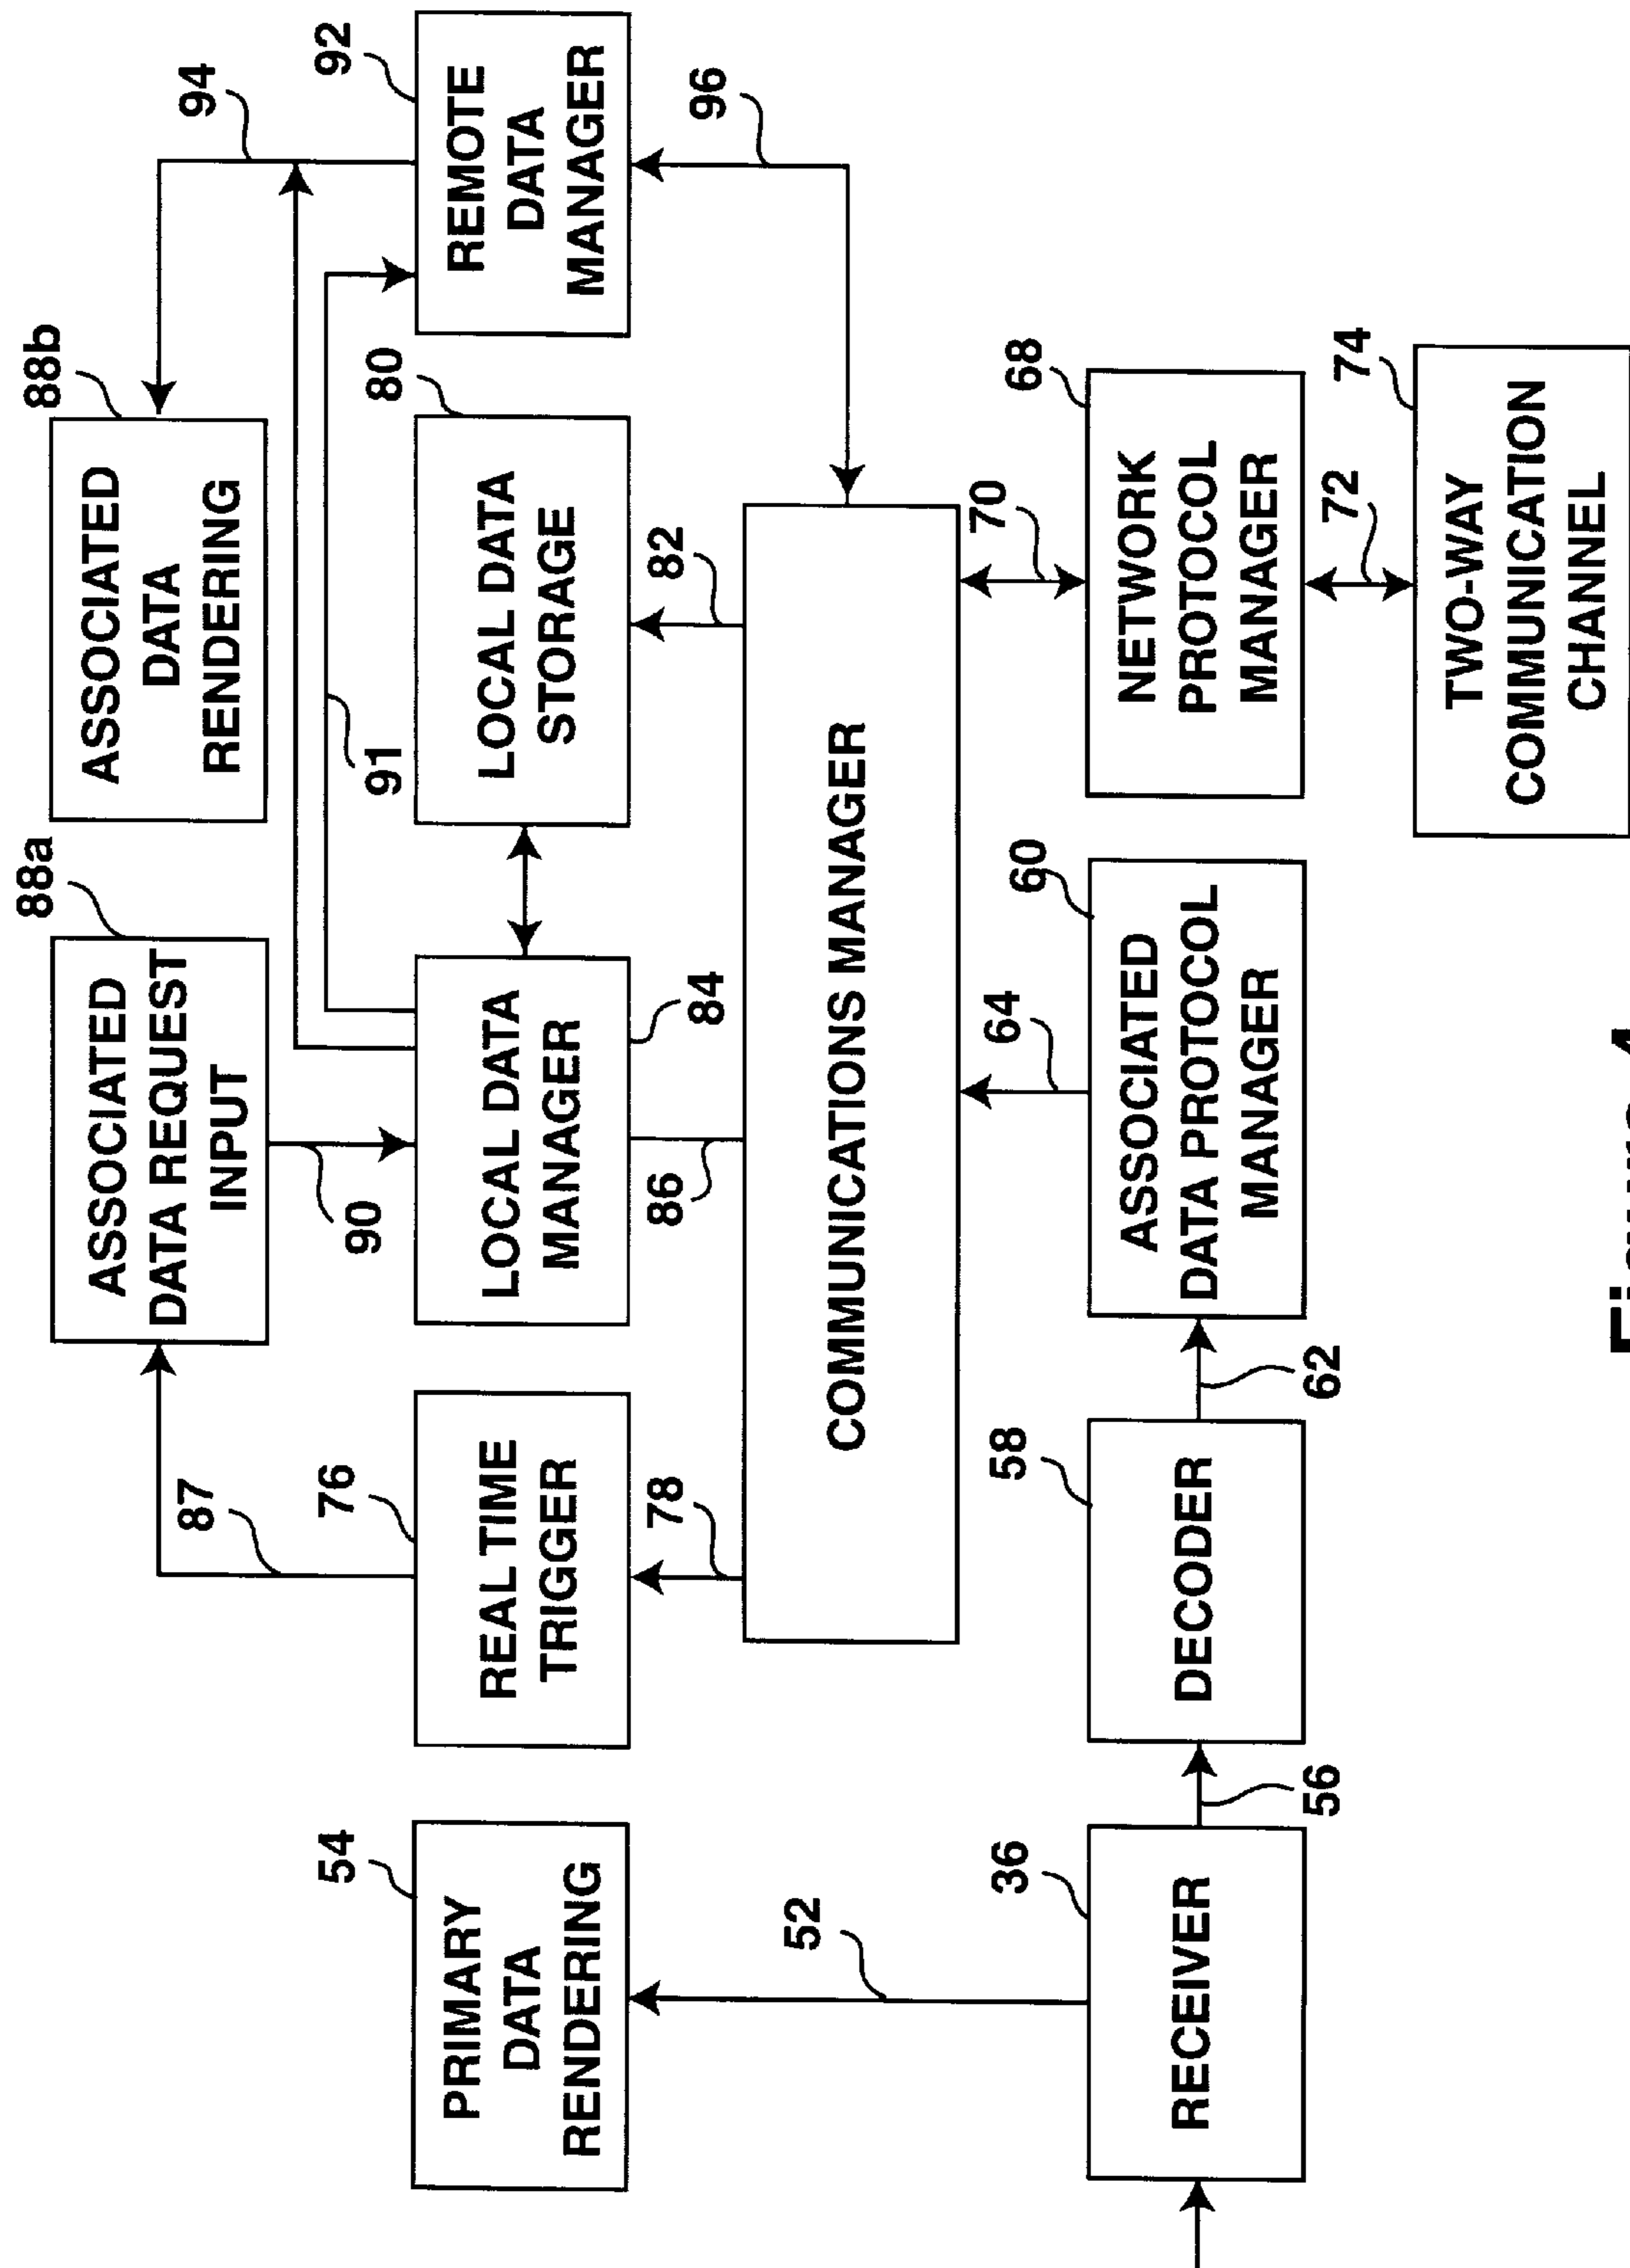 88a
88b
94
92
ASSOCIATED
DATA REQUEST
INPUT
ASSOCIATED
DATA
RENDERING
87
90
91
54
76
80
PRIMARY
DATA
RENDERING
REAL TIME
TRIGGER
LOCAL DATA
MANAGER
LOCAL DATA
STORAGE
REMOTE
DATA
MANAGER
78
86
84
82
96
52
COMMUNICATIONS MANAGER
36
58
64
60
70
68
RECEIVER
DECODER
ASSOCIATED
DATA PROTOCOL
MANAGER
NETWORK
PROTOCOL
MANAGER
56
62
72
74
TWO-WAY
COMMUNICATION
CHANNEL